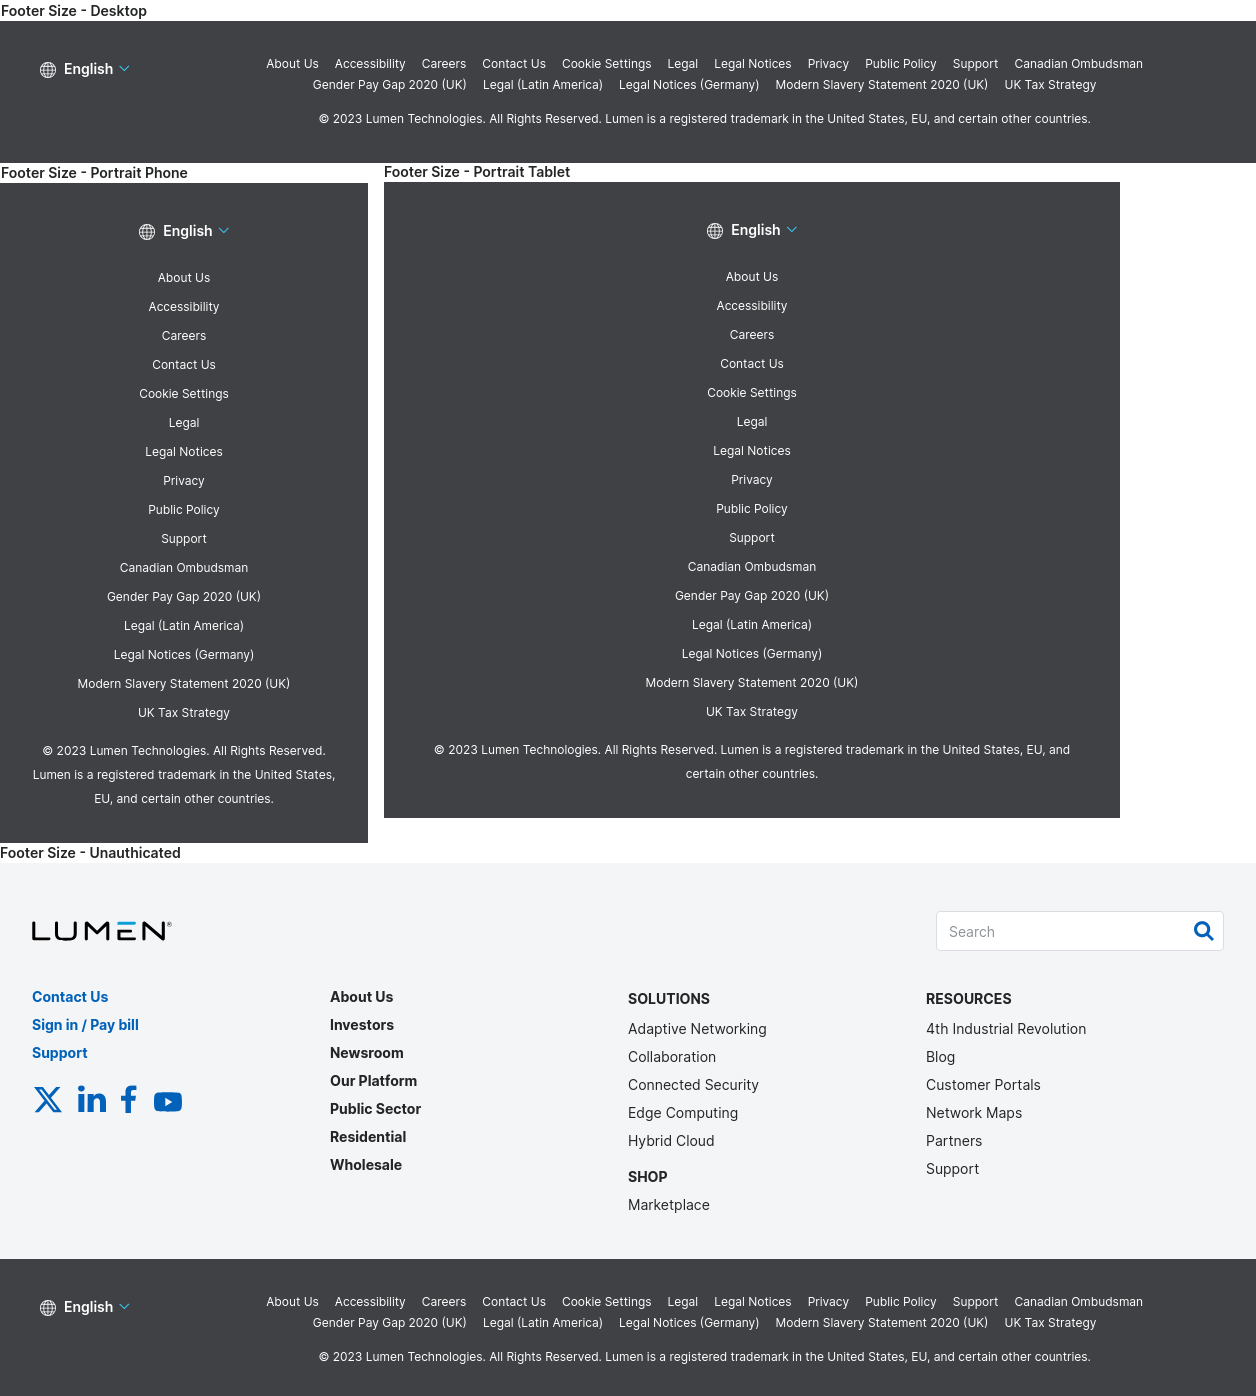 Footer Size - Desktop
English
About Us Accessibility Careers Contact Us Cookie Settings Legal Legal Notices Privacy Public Policy Support Canadian Ombudsman
Gender Pay Gap 2020 (UK) Legal (Latin America) Legal Notices (Germany) Modern Slavery Statement 2020 (UK) UK Tax Strategy
© 2023 Lumen Technologies. All Rights Reserved. Lumen is a registered trademark in the United States, EU, and certain other countries.
Footer Size - Portrait Phone
English
About Us
Accessibility
Careers
Contact Us
Cookie Settings
Legal
Legal Notices
Privacy
Public Policy
Support
Canadian Ombudsman
Gender Pay Gap 2020 (UK)
Legal (Latin America)
Legal Notices (Germany)
Modern Slavery Statement 2020 (UK)
UK Tax Strategy
© 2023 Lumen Technologies. All Rights Reserved.
Lumen is a registered trademark in the United States,
EU, and certain other countries.
Footer Size - Portrait Tablet
English
About Us
Accessibility
Careers
Contact Us
Cookie Settings
Legal
Legal Notices
Privacy
Public Policy
Support
Canadian Ombudsman
Gender Pay Gap 2020 (UK)
Legal (Latin America)
Legal Notices (Germany)
Modern Slavery Statement 2020 (UK)
UK Tax Strategy
© 2023 Lumen Technologies. All Rights Reserved. Lumen is a registered trademark in the United States, EU, and
certain other countries.
Footer Size - Unauthicated
LUMEN®
Search
Contact Us
Sign in / Pay bill
Support
About Us
Investors
Newsroom
Our Platform
Public Sector
Residential
Wholesale
SOLUTIONS
Adaptive Networking
Collaboration
Connected Security
Edge Computing
Hybrid Cloud
SHOP
Marketplace
RESOURCES
4th Industrial Revolution
Blog
Customer Portals
Network Maps
Partners
Support
English
About Us Accessibility Careers Contact Us Cookie Settings Legal Legal Notices Privacy Public Policy Support Canadian Ombudsman
Gender Pay Gap 2020 (UK) Legal (Latin America) Legal Notices (Germany) Modern Slavery Statement 2020 (UK) UK Tax Strategy
© 2023 Lumen Technologies. All Rights Reserved. Lumen is a registered trademark in the United States, EU, and certain other countries.